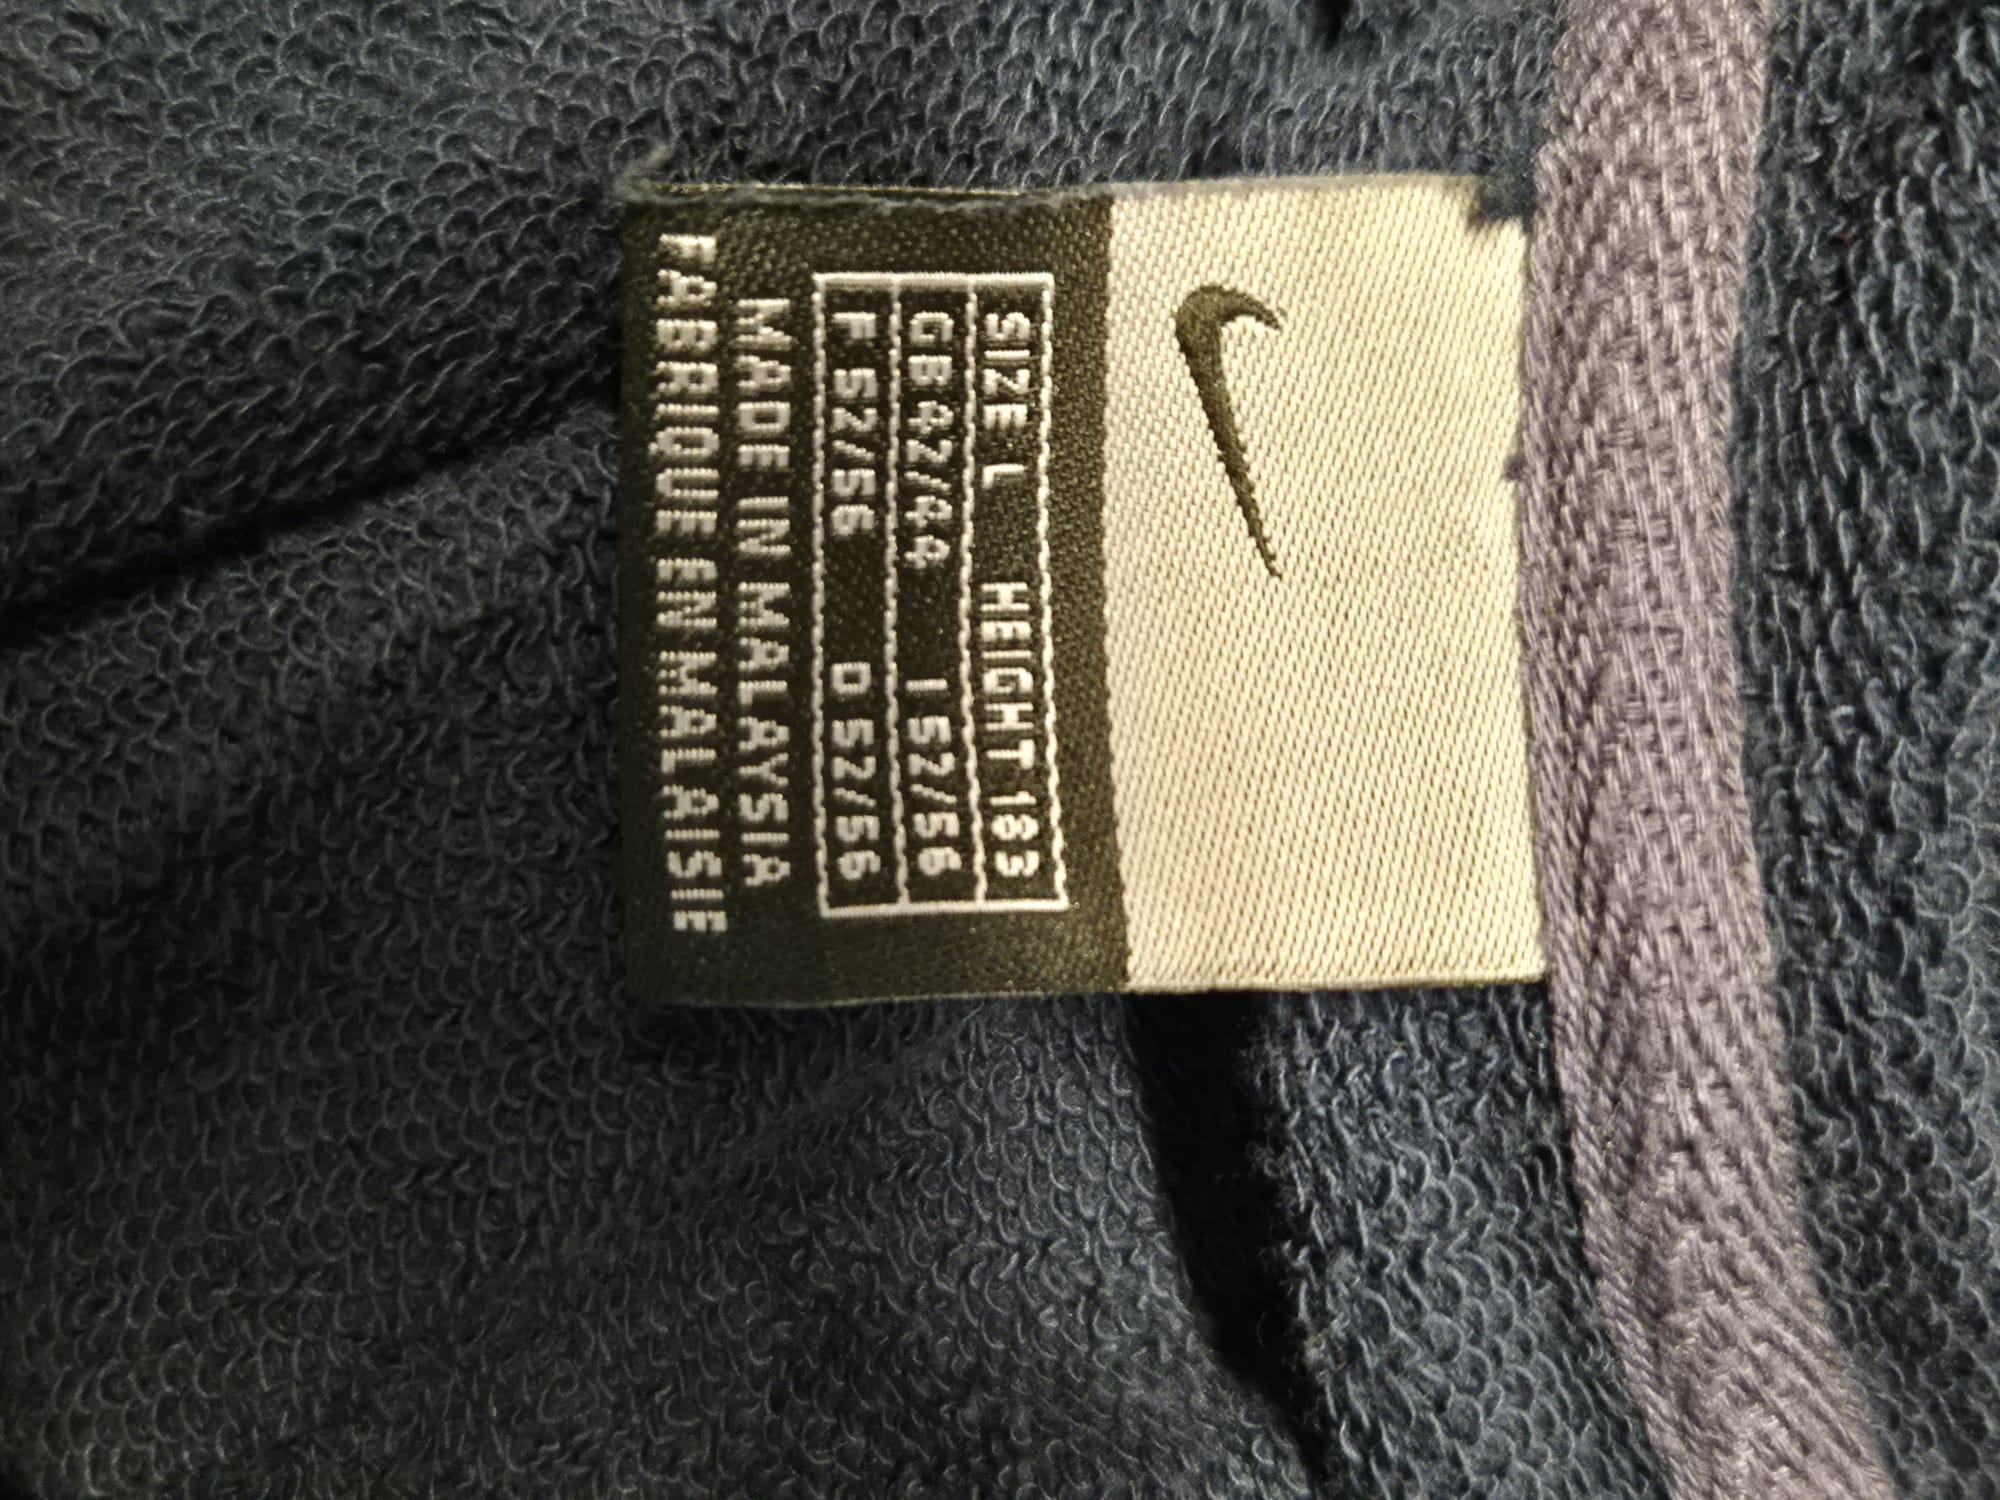 SIZE L HEIGHT 183
GB 42/44 I 52/56
F 52/56 D 52/56
MADE IN MALAYSIA
FABRIQUE EN MALAISIE